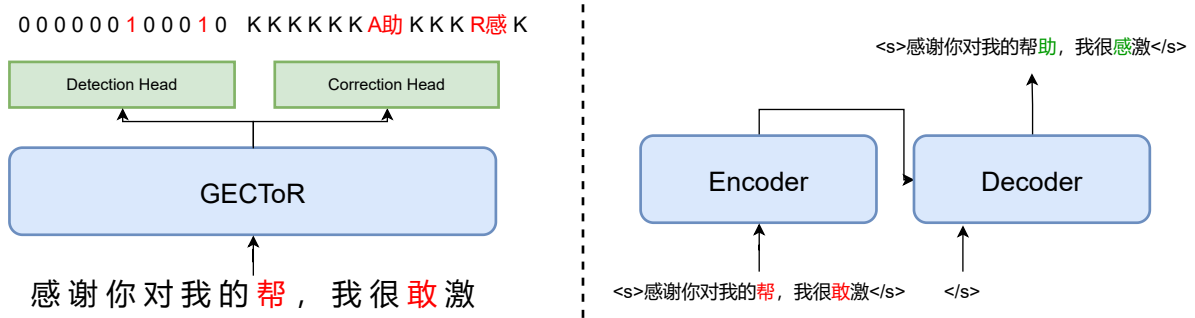 0 0 0 0 0 0 1 0 0 0 1 0 K K K K K K A助 K K K R感 K
Detection Head
Correction Head
GECToR
感 谢 你 对 我 的 帮 ， 我 很 敢 激
<s>感谢你对我的帮助，我很感激</s>
Encoder
Decoder
<s>感谢你对我的帮，我很敢激</s>
</s>